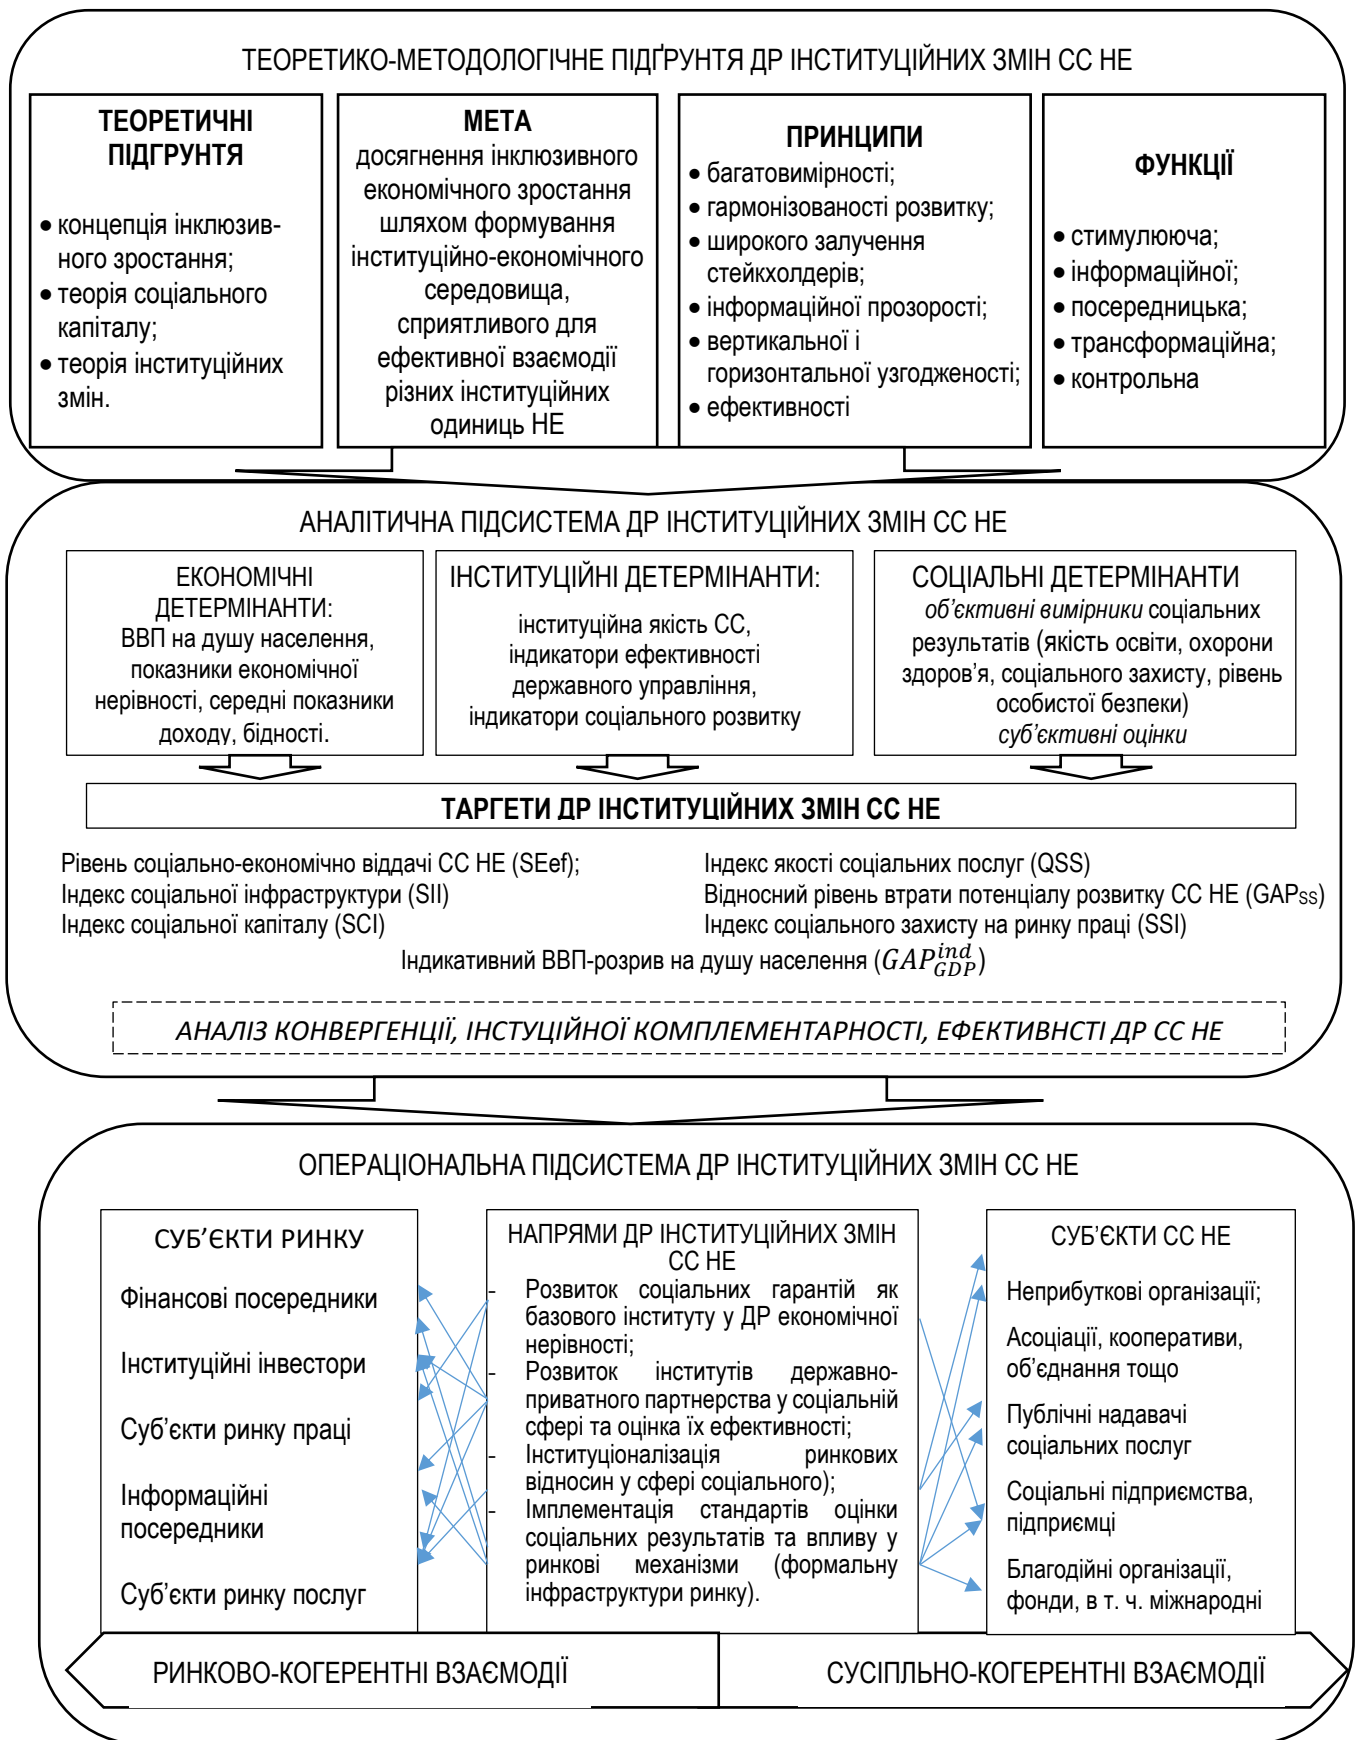 ТЕОРЕТИКО-МЕТОДОЛОГІЧНЕ ПІДҐРУНТЯ ДР ІНСТИТУЦІЙНИХ ЗМІН СС НЕ
ТЕОРЕТИЧНІ
ПІДГРУНТЯ
• концепція інклюзив-
ного зростання;
• теорія соціального
капіталу;
• теорія інституційних
змін.
МЕТА
досягнення інклюзивного
економічного зростання
шляхом формування
інституційно-економічного
середовища,
сприятливого для
ефективної взаємодії
різних інституційних
одиниць НЕ
ПРИНЦИПИ
• багатовимірності;
• гармонізованості розвитку;
• широкого залучення
стейкхолдерів;
• інформаційної прозорості;
• вертикальної і
горизонтальної узгодженості;
• ефективності
ФУНКЦІЇ
• стимулююча;
• інформаційної;
• посередницька;
• трансформаційна;
• контрольна
АНАЛІТИЧНА ПІДСИСТЕМА ДР ІНСТИТУЦІЙНИХ ЗМІН СС НЕ
ЕКОНОМІЧНІ
ДЕТЕРМІНАНТИ:
ВВП на душу населення,
показники економічної
нерівності, середні показники
доходу, бідності.
ІНСТИТУЦІЙНІ ДЕТЕРМІНАНТИ:
інституційна якість СС,
індикатори ефективності
державного управління,
індикатори соціального розвитку
СОЦІАЛЬНІ ДЕТЕРМІНАНТИ
об’єктивні вимірники соціальних
результатів (якість освіти, охорони
здоров’я, соціального захисту, рівень
особистої безпеки)
суб’єктивні оцінки
ТАРГЕТИ ДР ІНСТИТУЦІЙНИХ ЗМІН СС НЕ
Рівень соціально-економічно віддачі СС НЕ (SEef);
Індекс соціальної інфраструктури (SII)
Індекс соціальної капіталу (SCI)
Індекс якості соціальних послуг (QSS)
Відносний рівень втрати потенціалу розвитку СС НЕ (GAPSS)
Індекс соціального захисту на ринку праці (SSI)
Індикативний ВВП-розрив на душу населення ($GAP_{GDP}^{ind}$)
АНАЛІЗ КОНВЕРГЕНЦІЇ, ІНСТУЦІЙНОЇ КОМПЛЕМЕНТАРНОСТІ, ЕФЕКТИВНСТІ ДР СС НЕ
ОПЕРАЦІОНАЛЬНА ПІДСИСТЕМА ДР ІНСТИТУЦІЙНИХ ЗМІН СС НЕ
СУБ’ЄКТИ РИНКУ
Фінансові посередники
Інституційні інвестори
Суб’єкти ринку праці
Інформаційні
посередники
Суб’єкти ринку послуг
НАПРЯМИ ДР ІНСТИТУЦІЙНИХ ЗМІН
СС НЕ
- Розвиток соціальних гарантій як
базового інституту у ДР економічної
нерівності;
- Розвиток інститутів державно-
приватного партнерства у соціальній
сфері та оцінка їх ефективності;
- Інституціоналізація ринкових
відносин у сфері соціального);
- Імплементація стандартів оцінки
соціальних результатів та впливу у
ринкові механізми (формальну
інфраструктури ринку).
СУБ’ЄКТИ СС НЕ
Неприбуткові організації;
Асоціації, кооперативи,
об’єднання тощо
Публічні надавачі
соціальних послуг
Соціальні підприємства,
підприємці
Благодійні організації,
фонди, в т. ч. міжнародні
РИНКОВО-КОГЕРЕНТНІ ВЗАЄМОДІЇ
СУСІПЛЬНО-КОГЕРЕНТНІ ВЗАЄМОДІЇ